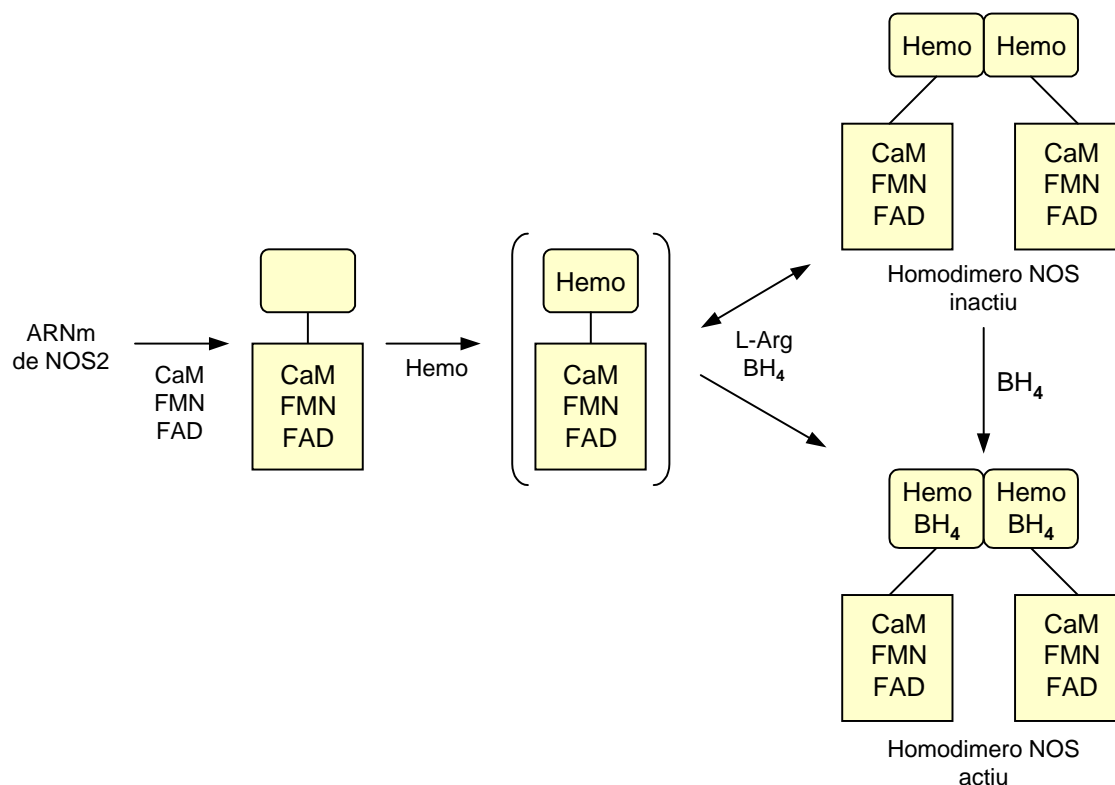 Hemo Hemo
CaM
FMN
FAD
CaM
FMN
FAD
Homodimero NOS
inactiu
ARNm
de NOS2
CaM
FMN
FAD
CaM
FMN
FAD
Hemo
Hemo
CaM
FMN
FAD
L-Arg
BH₄
BH₄
Hemo
BH₄
Hemo
BH₄
CaM
FMN
FAD
CaM
FMN
FAD
Homodimero NOS
actiu